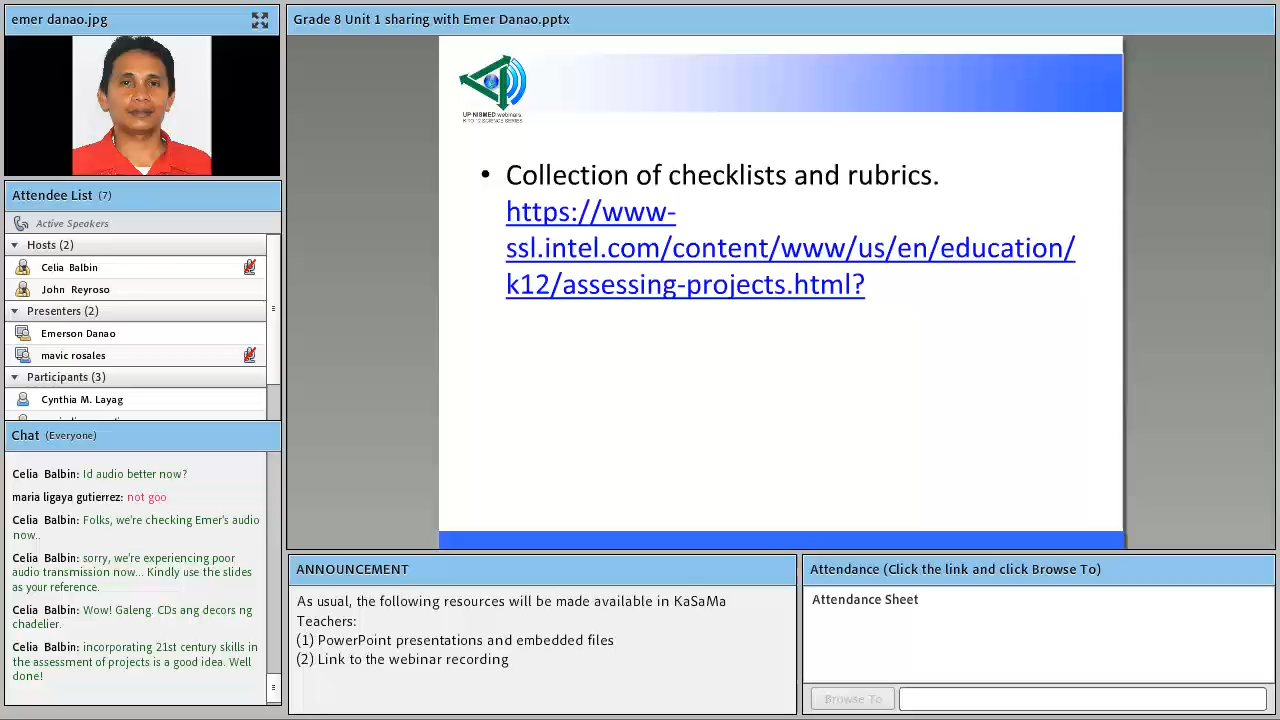 emer danao.jpg
Attendee List (7)
Active Speakers
Hosts (2)
Celia Balbin
John Reyroso
Presenters (2)
Emerson Danao
mavic rosales
Participants (3)
Cynthia M. Layag
Chat (Everyone)
Celia Balbin: Id audio better now?
maria ligaya gutierrez: not goo
Celia Balbin: Folks, we're checking Emer's audio
now..
Celia Balbin: sorry, we're experiencing poor
audio transmission now... Kindly use the slides
as your reference.
Celia Balbin: Wow! Galeng. CDs ang decors ng
chadelier.
Celia Balbin: incorporating 21st century skills in
the assessment of projects is a good idea. Well
done!
Grade 8 Unit 1 sharing with Emer Danao.pptx
UP NISMED webinars
K TO 12 SCIENCE SERIES
• Collection of checklists and rubrics.
https://www-
ssl.intel.com/content/www/us/en/education/
k12/assessing-projects.html?
ANNOUNCEMENT
As usual, the following resources will be made available in KaSaMa
Teachers:
(1) PowerPoint presentations and embedded files
(2) Link to the webinar recording
Attendance (Click the link and click Browse To)
Attendance Sheet
Browse To